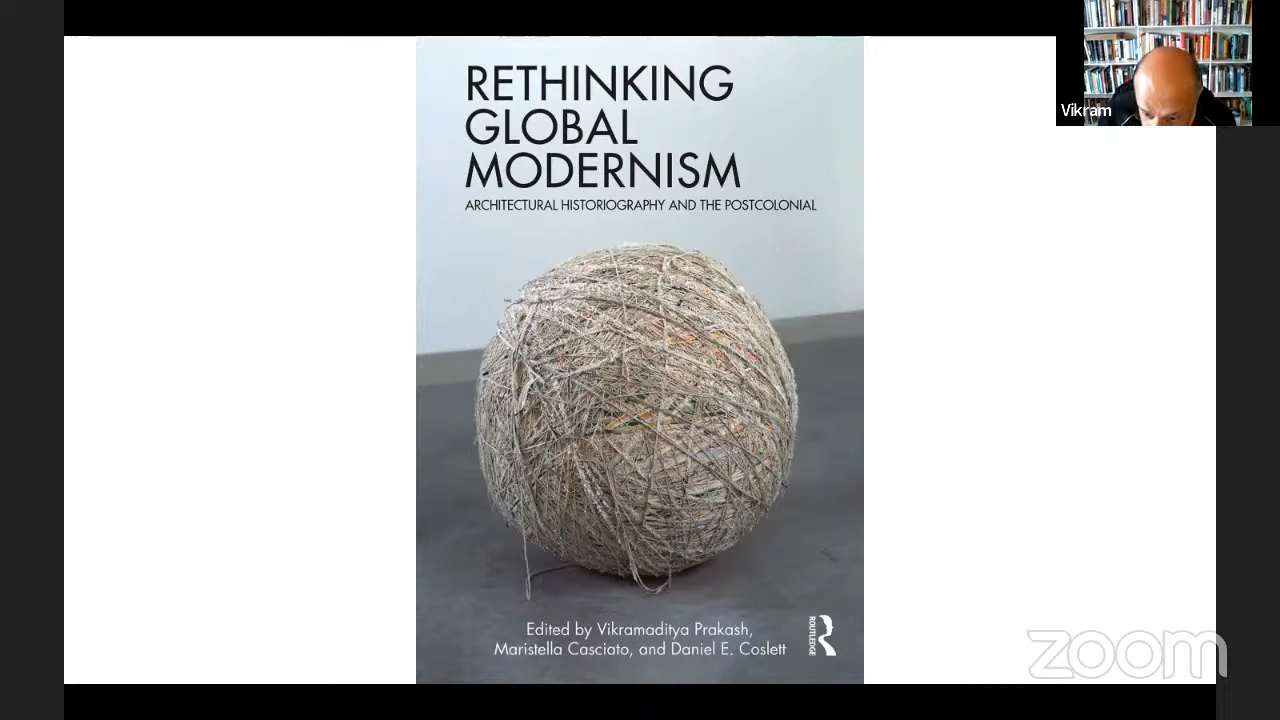 RETHINKING
GLOBAL
MODERNISM
ARCHITECTURAL HISTORIOGRAPHY AND THE POSTCOLONIAL
Vikram
Edited by Vikramaditya Prakash,
Maristella Casciato, and Daniel E. Coslett
ROUTLEDGE
zoom